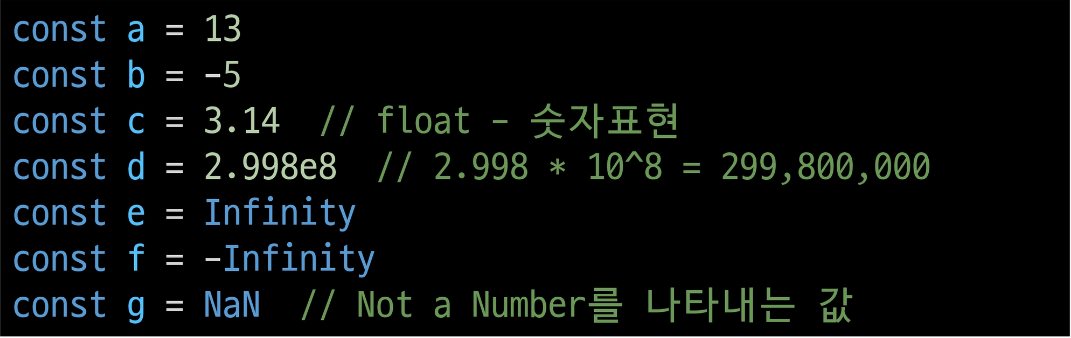 const a = 13
const b = -5
const c = 3.14  // float - 숫자표현
const d = 2.998e8  // 2.998 * 10^8 = 299,800,000
const e = Infinity
const f = -Infinity
const g = NaN  // Not a Number를 나타내는 값